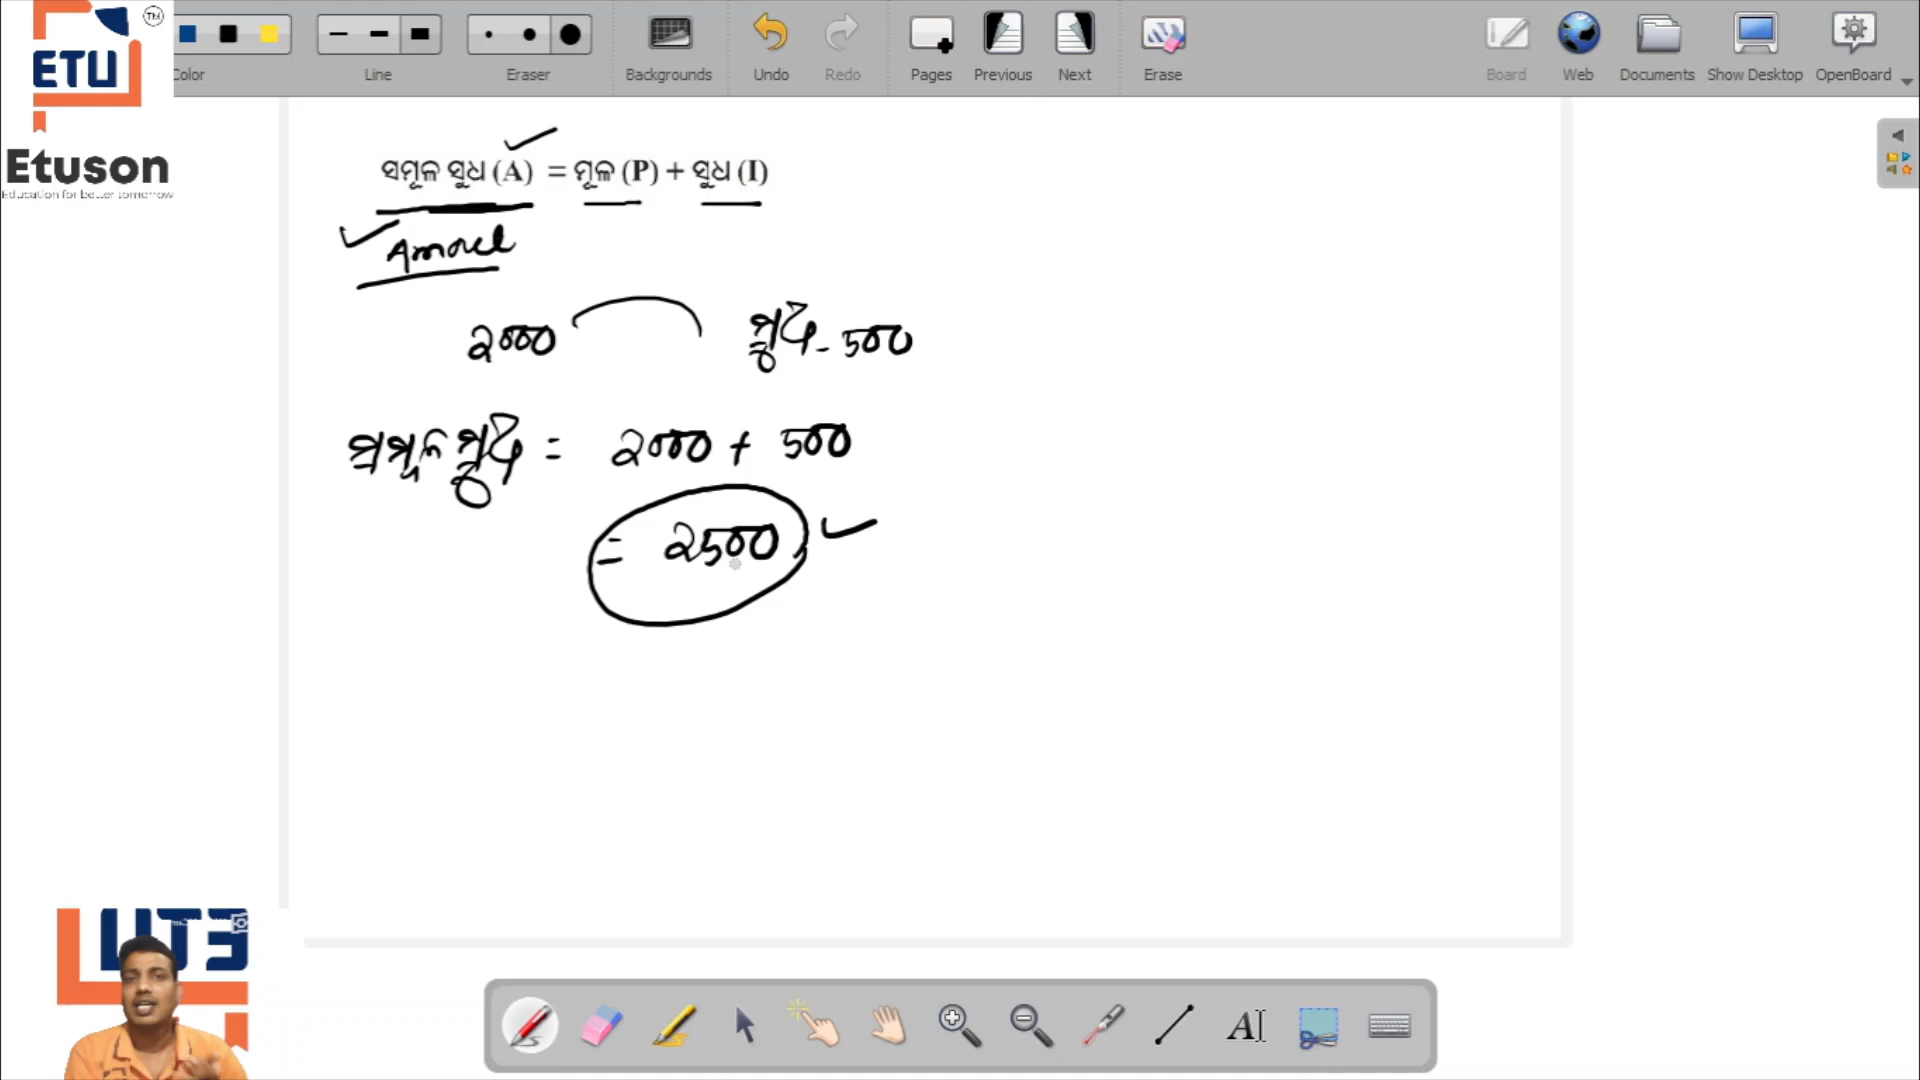 ETU
TM
Etuson
Education for better tomorrow
Color
Line
Eraser
Backgrounds
Undo
Redo
Pages
Previous
Next
Erase
Board
Web
Documents
Show Desktop
OpenBoard
ସମୂଳ ସୁଧ (A) = ମୂଳ (P) + ସୁଧ (I)
2000 ସୁଧ - 500
ସମୂଳ ସୁଧ = 2000 + 500
= 2500